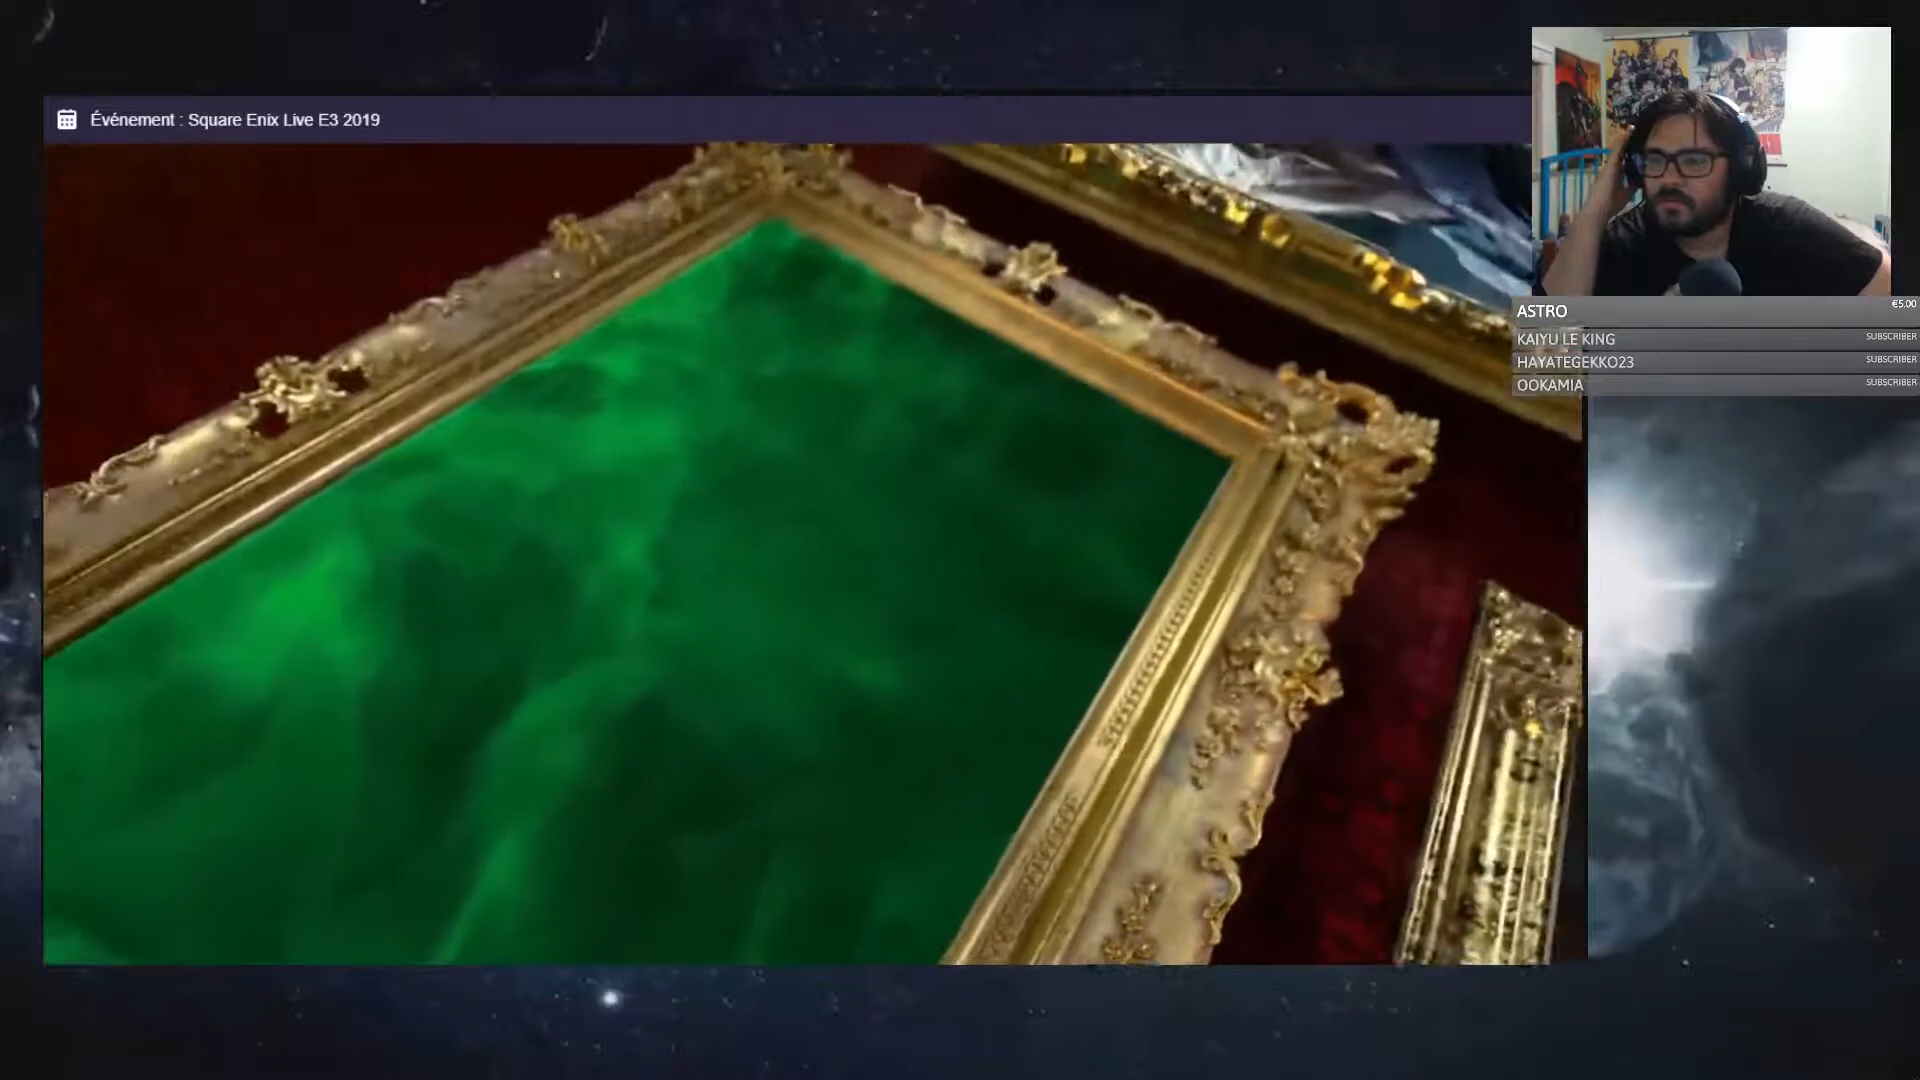 Événement : Square Enix Live E3 2019
ASTRO €5.00
KAIYU LE KING SUBSCRIBER
HAYATEGEKKO23 SUBSCRIBER
OOKAMIA SUBSCRIBER